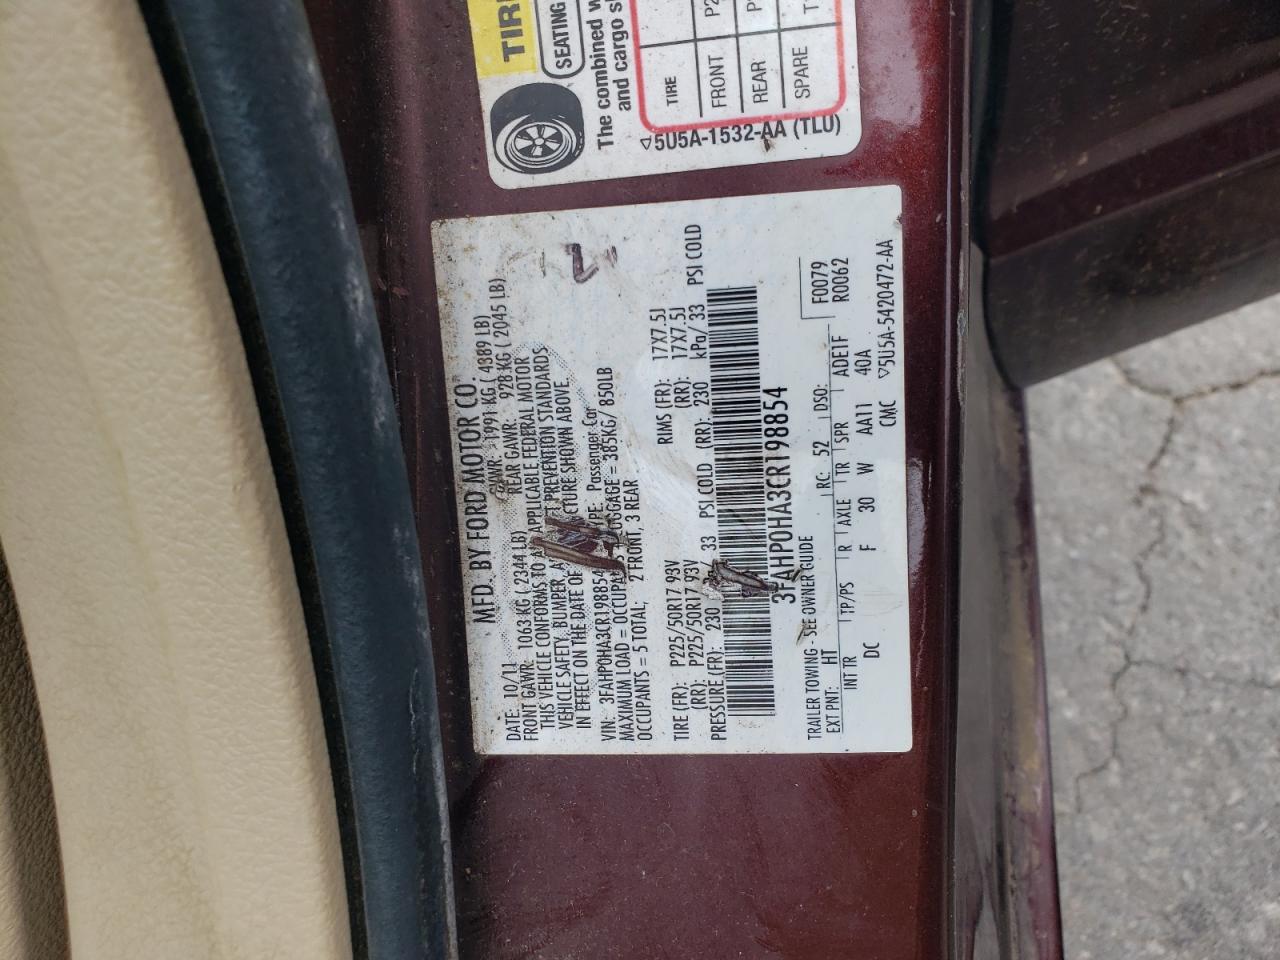 MFD. BY FORD MOTOR CO.
DATE: 10/11 GVWR: 1991 KG ( 4389 LB)
FRONT GAWR: 1063 KG ( 2344 LB) REAR GAWR: 928 KG ( 2045 LB)
THIS VEHICLE CONFORMS TO APPLICABLE FEDERAL MOTOR
VEHICLE SAFETY, BUMPER, PREVENTION STANDARDS
IN EFFECT ON THE DATE OF SHOWN ABOVE.
VIN: 3FAHP0HA3CR198854 TYPE: Passenger Car
MAXIMUM LOAD = OCCUPANTS LUGGAGE = 385KG/ 850LB
OCCUPANTS = 5 TOTAL; 2 FRONT, 3 REAR
TIRE (FR): P225/50R17 93V RIMS (FR): 17X7.5J
(RR): P225/50R17 93V (RR): 17X7.5J
PRESSURE (FR): 230 33 PSI COLD (RR): 230 kPa/ 33 PSI COLD
3FAHP0HA3CR198854
TRAILER TOWING - SEE OWNER GUIDE
F0079
EXT PNT: HT RC: 52 DSO: R0062
INT TR TP/PS R AXLE TR SPR ADE1F
DC F 30 W AA11 40A
CMC ▽5U5A-5420472-AA
TIRE
SEATING
The combined
and cargo
TIRE
FRONT
REAR
SPARE
◁5U5A-1532-AA (TLU)